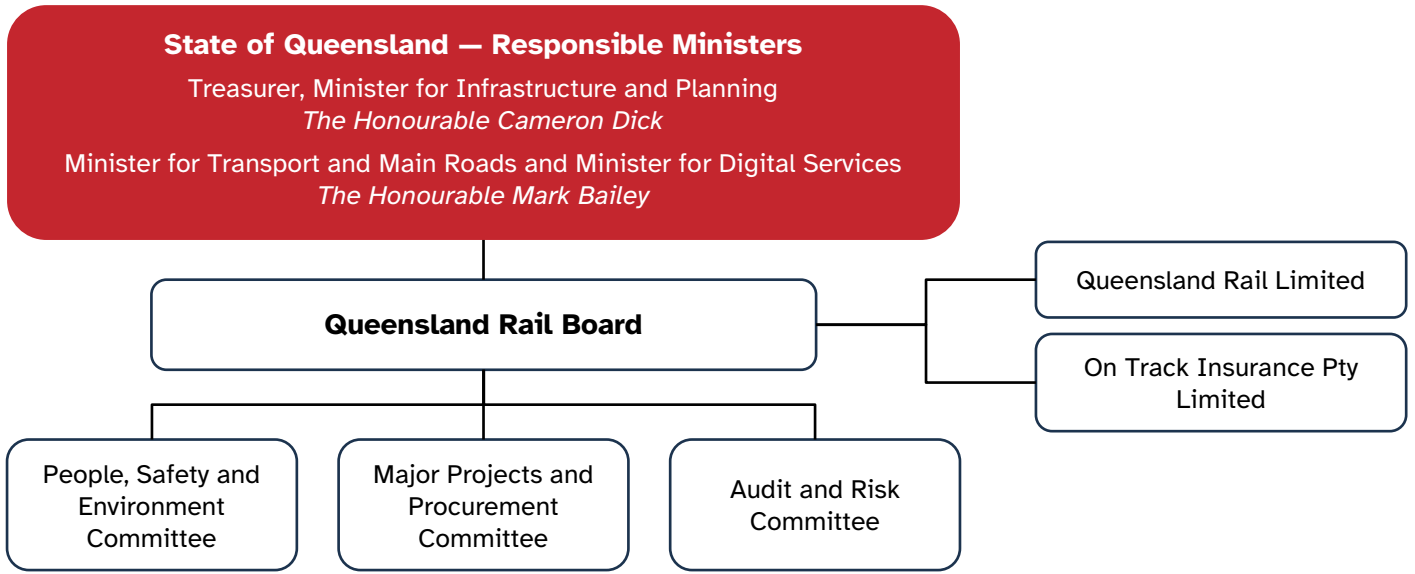 State of Queensland — Responsible Ministers
Treasurer, Minister for Infrastructure and Planning
The Honourable Cameron Dick
Minister for Transport and Main Roads and Minister for Digital Services
The Honourable Mark Bailey
Queensland Rail Board
Queensland Rail Limited
On Track Insurance Pty
Limited
People, Safety and
Environment
Committee
Major Projects and
Procurement
Committee
Audit and Risk
Committee